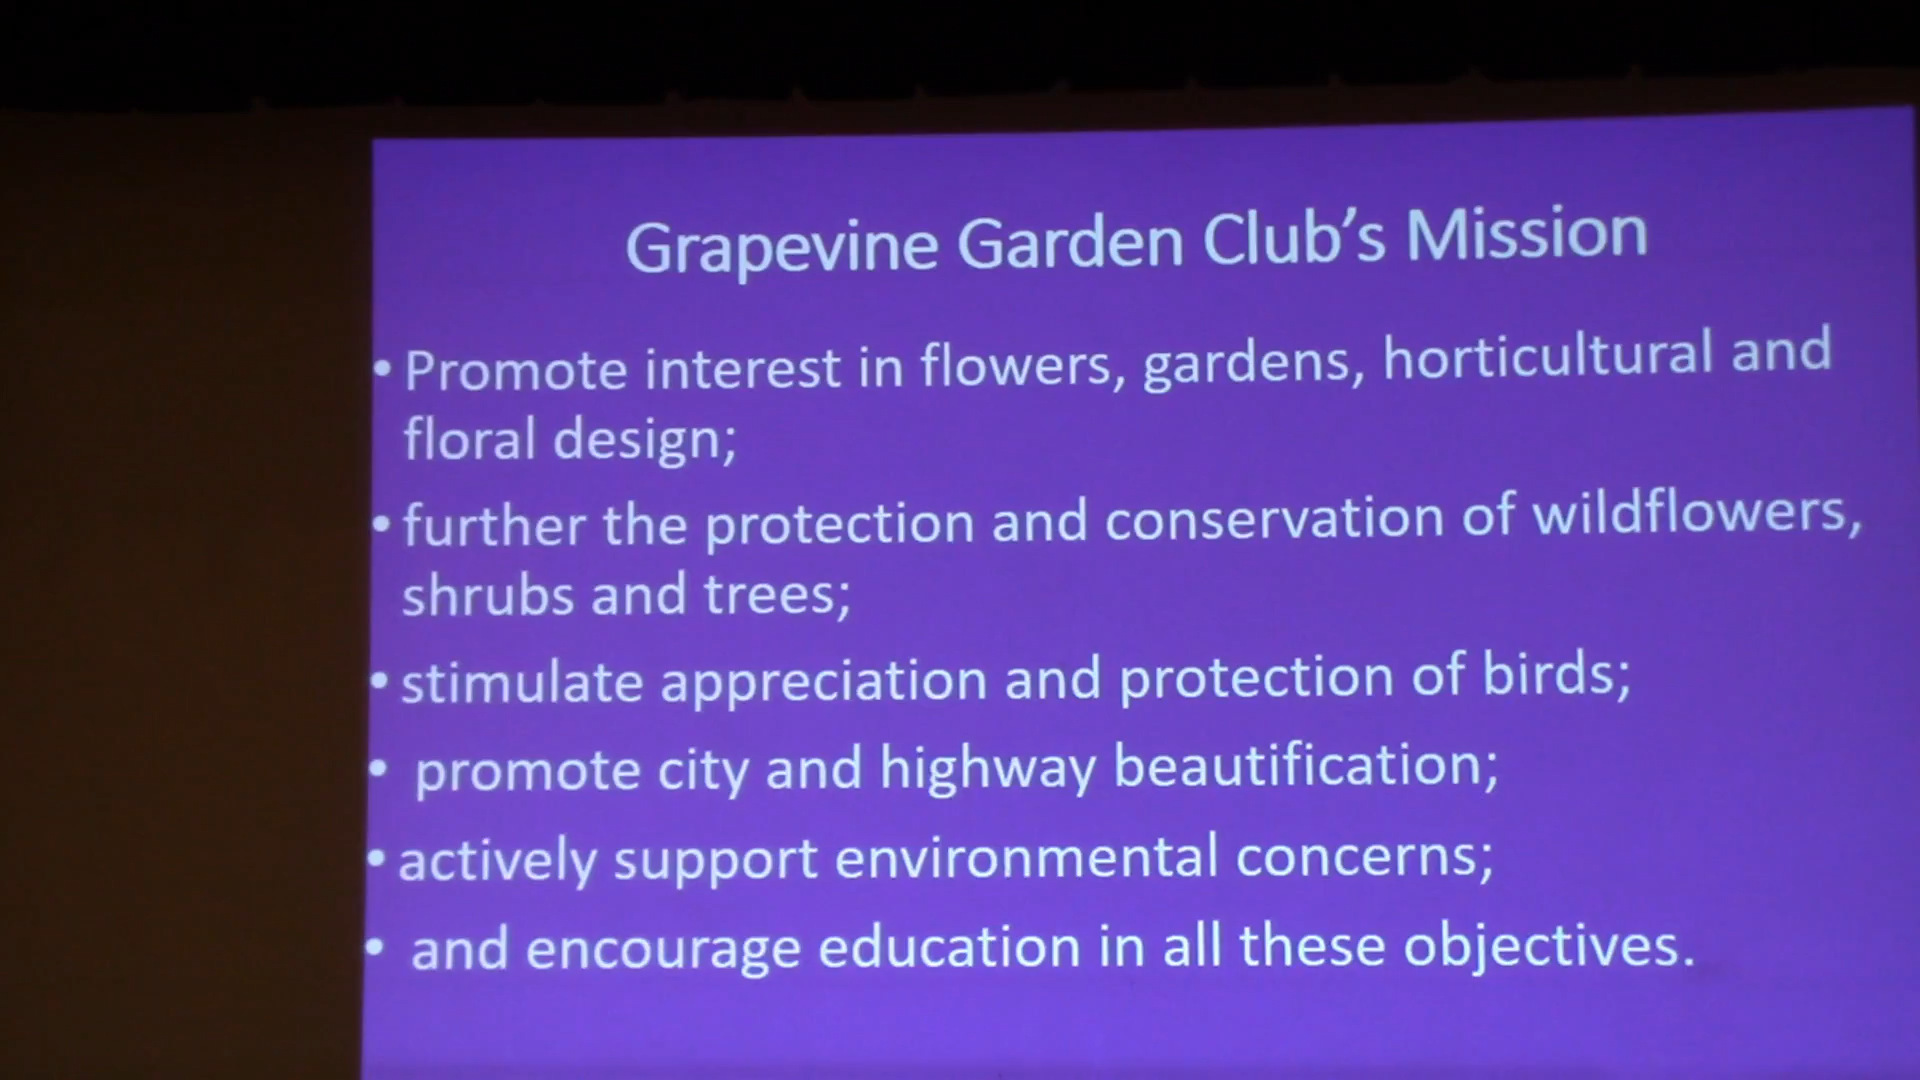 Grapevine Garden Club’s Mission
• Promote interest in flowers, gardens, horticultural and
floral design;
• further the protection and conservation of wildflowers,
shrubs and trees;
• stimulate appreciation and protection of birds;
• promote city and highway beautification;
• actively support environmental concerns;
• and encourage education in all these objectives.